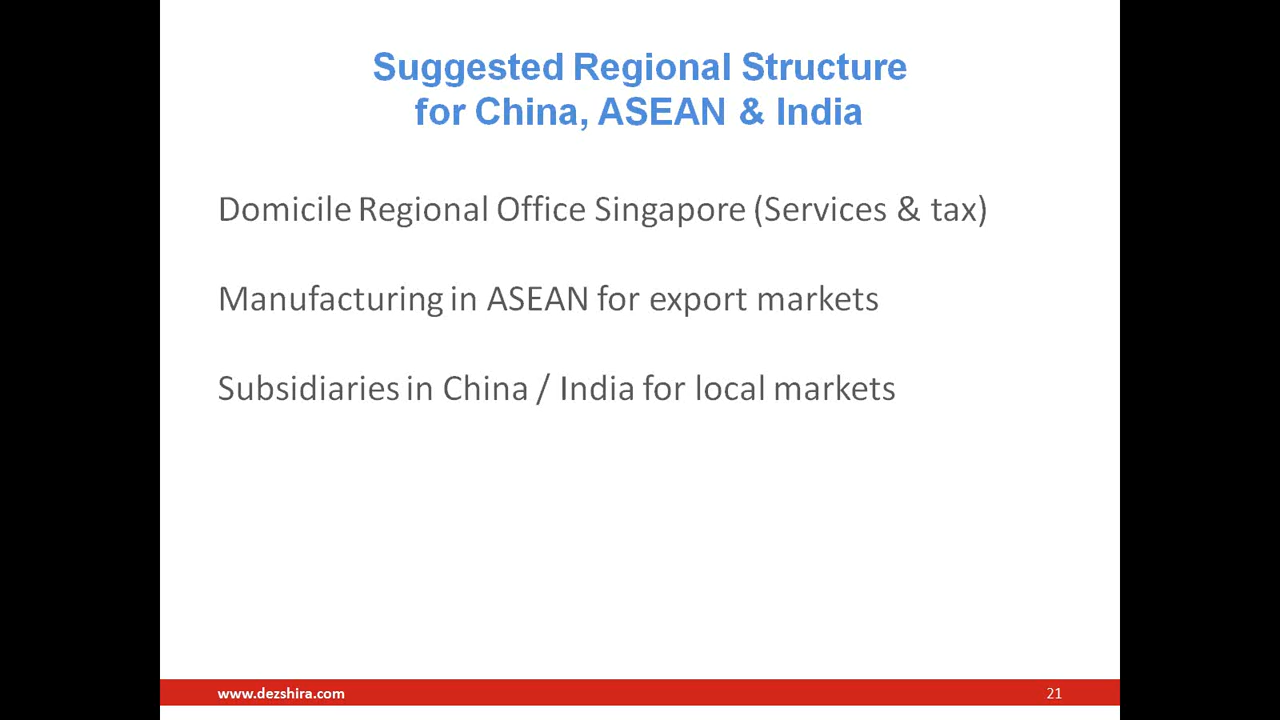 Suggested Regional Structure
for China, ASEAN & India
Domicile Regional Office Singapore (Services & tax)
Manufacturing in ASEAN for export markets
Subsidiaries in China / India for local markets
www.dezshira.com
21